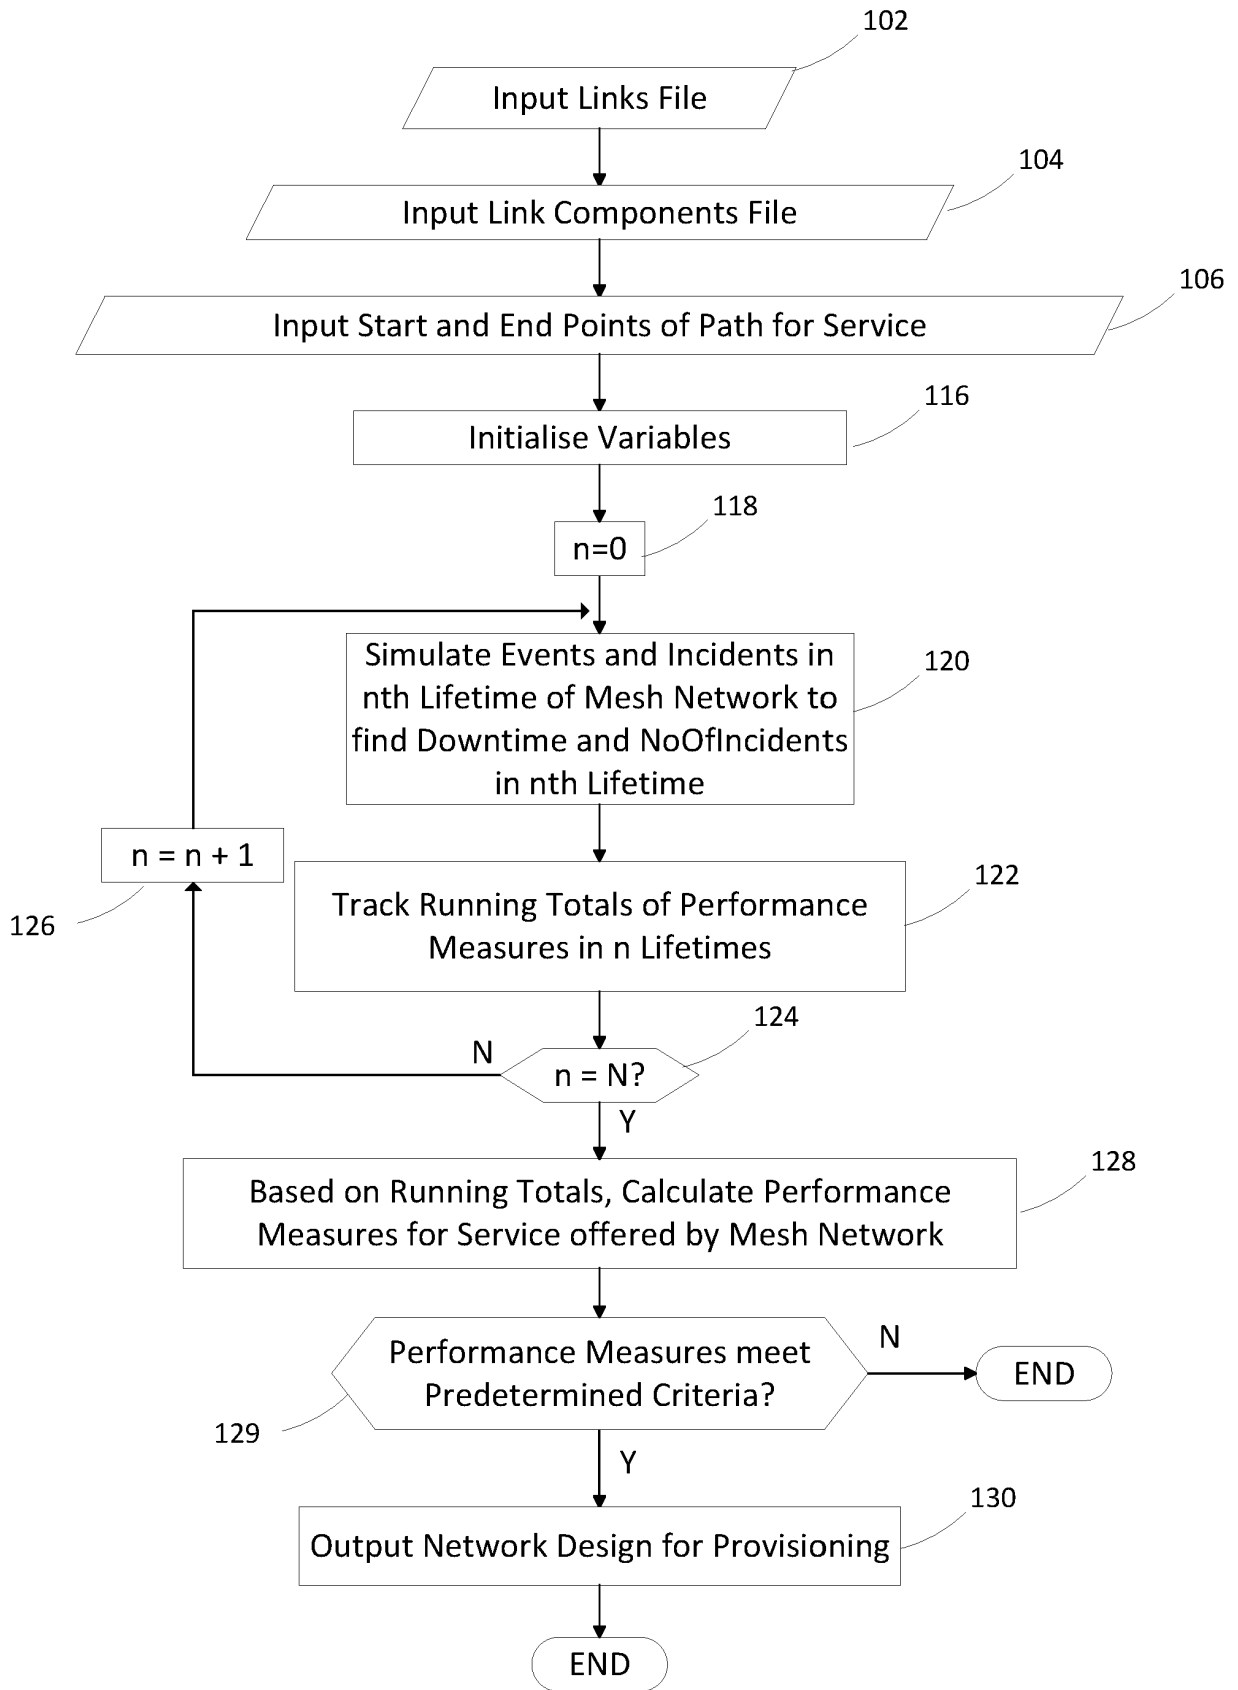 102
Input Links File
104
Input Link Components File
106
Input Start and End Points of Path for Service
116
Initialise Variables
118
n=0
Simulate Events and Incidents in
nth Lifetime of Mesh Network to
find Downtime and NoOfIncidents
in nth Lifetime
120
n = n + 1
126
Track Running Totals of Performance
Measures in n Lifetimes
122
124
N
n = N?
Y
Based on Running Totals, Calculate Performance
Measures for Service offered by Mesh Network
128
Performance Measures meet
Predetermined Criteria?
N
END
129
Y
130
Output Network Design for Provisioning
END